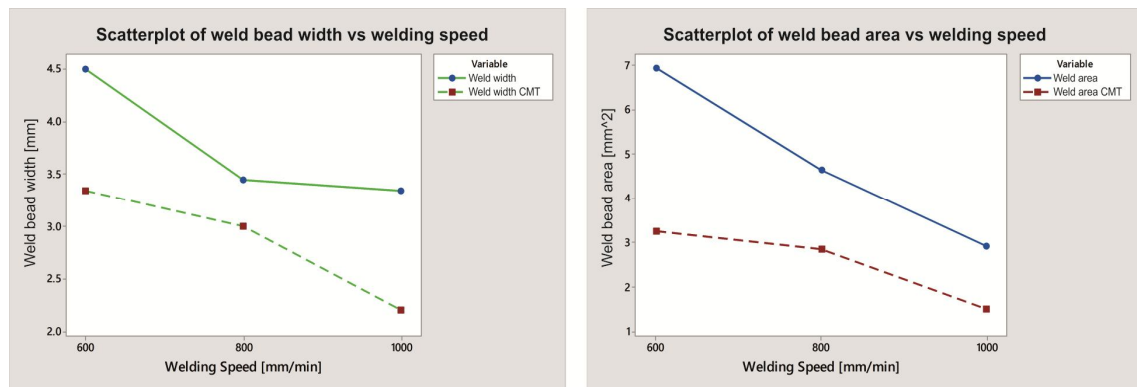 Scatterplot of weld bead width vs welding speed
Variable
Weld width
Weld width CMT
Weld bead width [mm]
4.5
4.0
3.5
3.0
2.5
2.0
600 800 1000
Welding Speed [mm/min]
Scatterplot of weld bead area vs welding speed
Variable
Weld area
Weld area CMT
Weld bead area [mm^2]
7
6
5
4
3
2
1
600 800 1000
Welding Speed [mm/min]